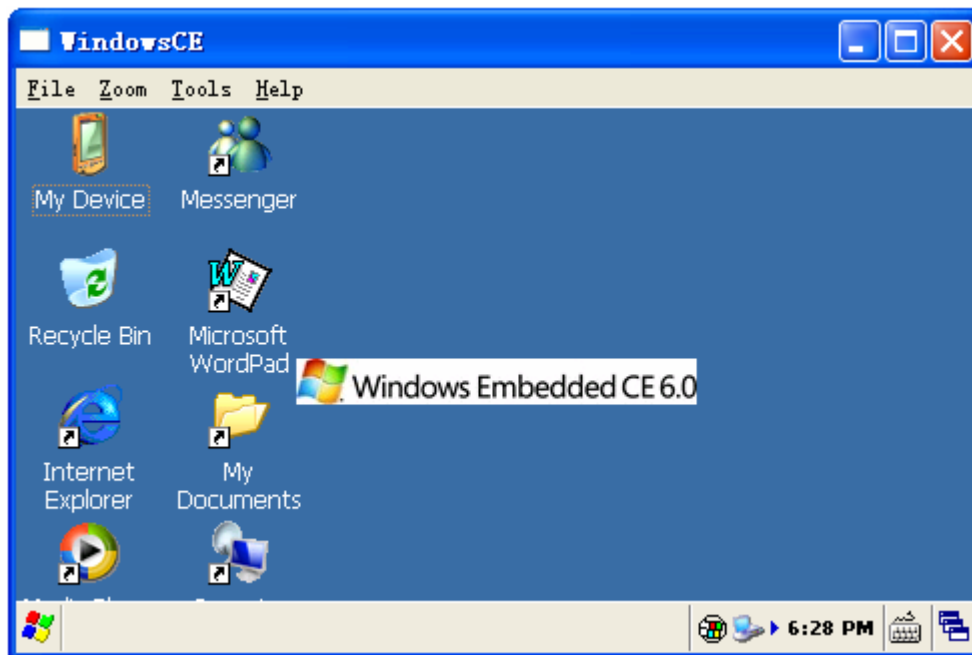 WindowsCE
File Zoom Tools Help
My Device
Messenger
Recycle Bin
Microsoft
WordPad
Windows Embedded CE 6.0
Internet
Explorer
My
Documents
6:28 PM